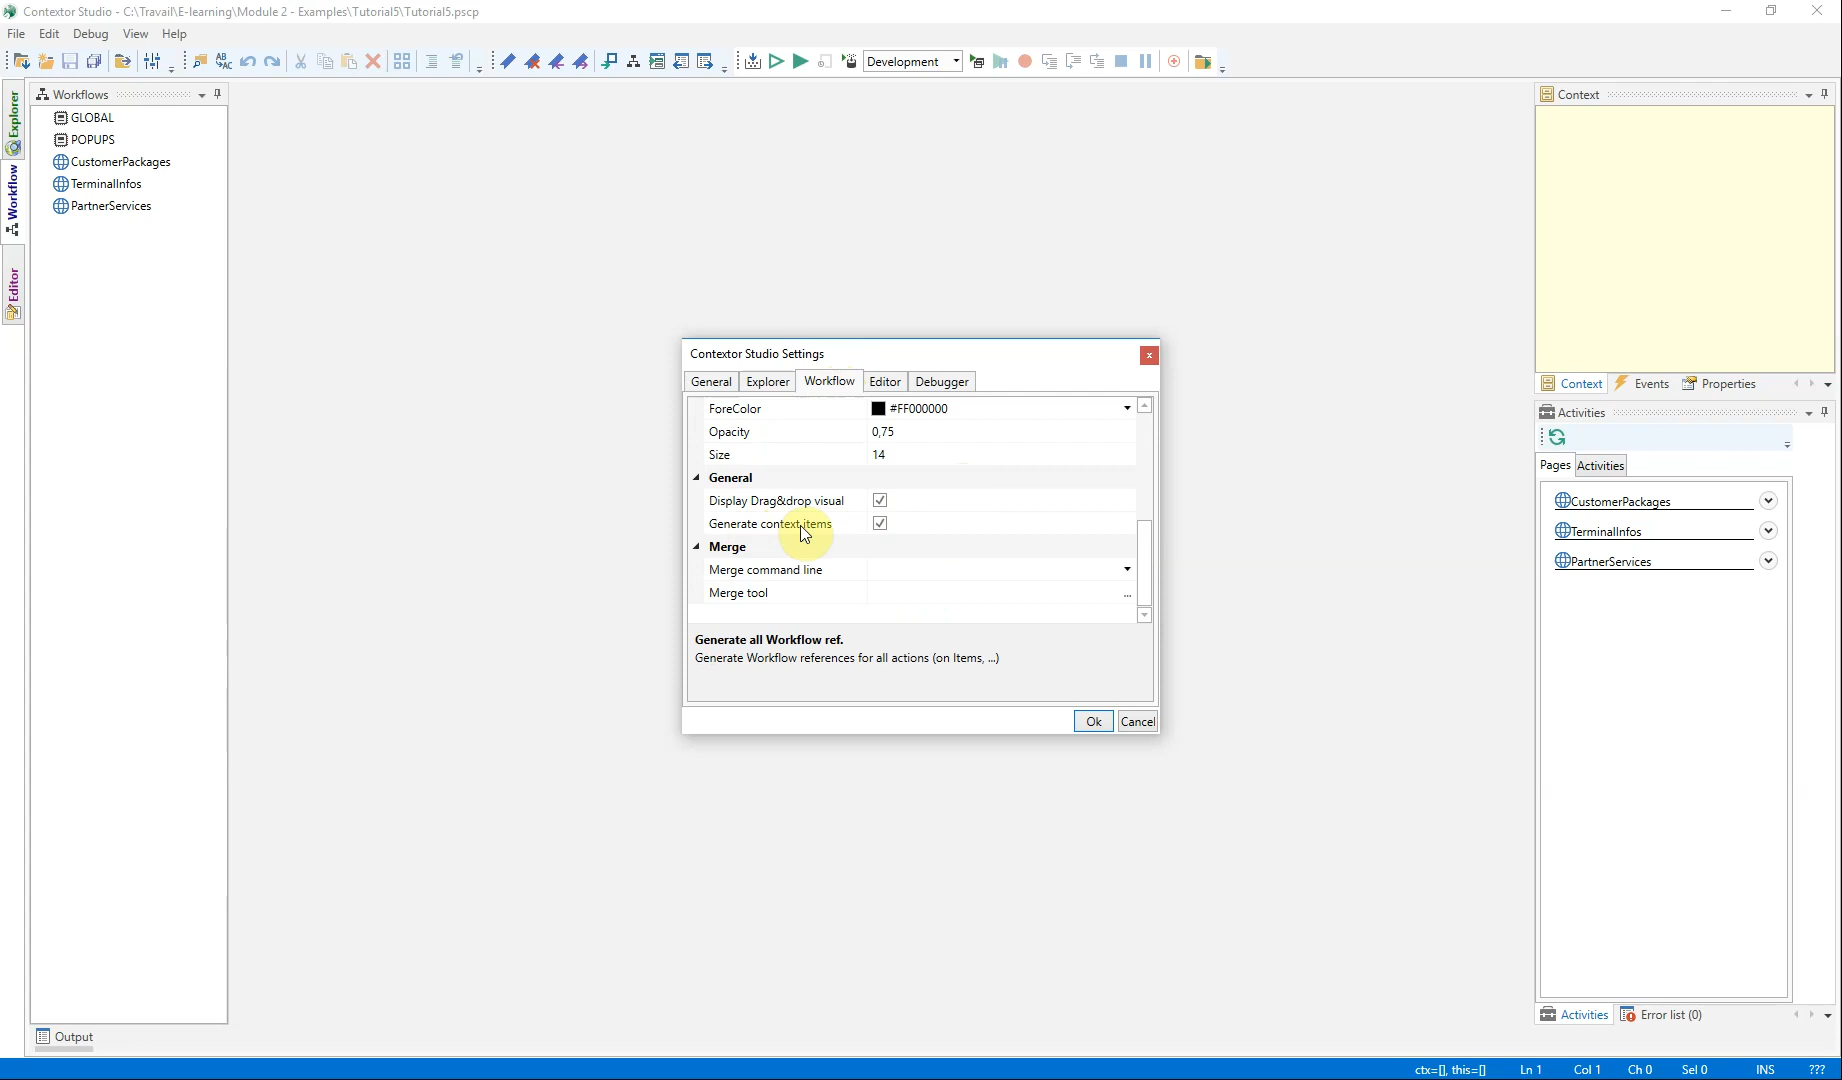 Contextor Studio - C:\Travail\E-learning\Module 2 - Examples\Tutorial5\Tutorial5.pscp
File Edit Debug View Help
Development
Explorer
Workflow
Editor
Workflows
GLOBAL
POPUPS
CustomerPackages
TerminalInfos
PartnerServices
Contextor Studio Settings
General Explorer Workflow Editor Debugger
ForeColor #FF000000
Opacity 0,75
Size 14
General
Display Drag&drop visual
Generate context items
Merge
Merge command line
Merge tool ...
Generate all Workflow ref.
Generate Workflow references for all actions (on Items, ...)
Ok Cancel
Context
Context Events Properties
Activities
Pages Activities
CustomerPackages
TerminalInfos
PartnerServices
Activities Error list (0)
Output
ctx=[], this=[] Ln 1 Col 1 Ch 0 Sel 0 INS ???